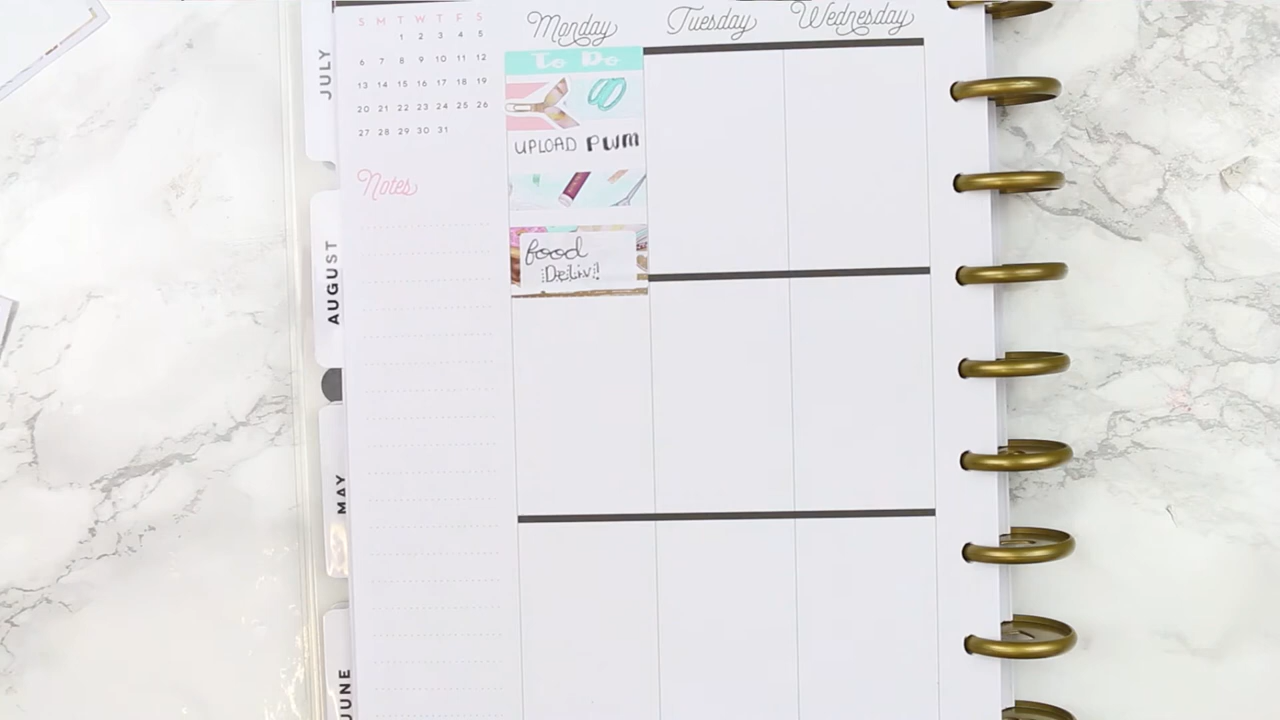 JULY
AUGUST
MAY
JUNE
S M T W T F S
1 2 3 4 5
6 7 8 9 10 11 12
13 14 15 16 17 18 19
20 21 22 23 24 25 26
27 28 29 30 31
Notes
Monday
Tuesday
Wednesday
To Do
UPLOAD PWM
food